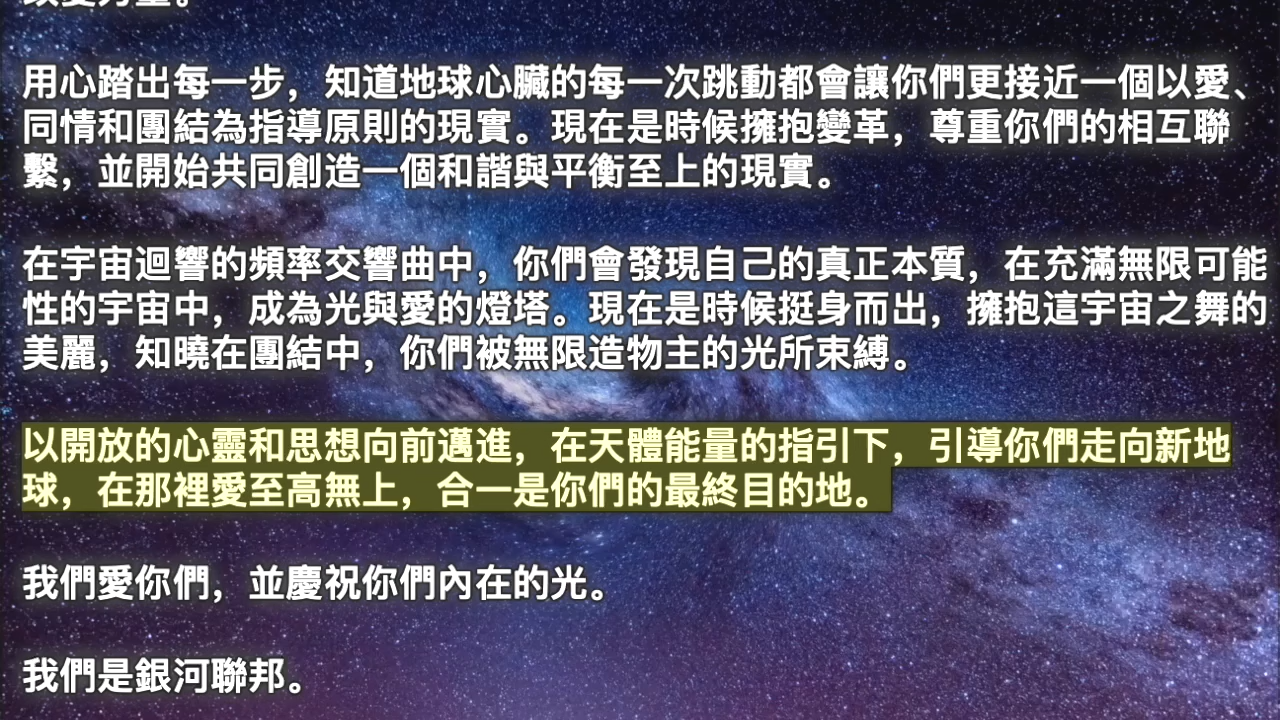 用心踏出每一步，知道地球心臟的每一次跳動都會讓你們更接近一個以愛、
同情和團結為指導原則的現實。現在是時候擁抱變革，尊重你們的相互聯
繫，並開始共同創造一個和諧與平衡至上的現實。
在宇宙迴響的頻率交響曲中，你們會發現自己的真正本質，在充滿無限可能
性的宇宙中，成為光與愛的燈塔。現在是時候挺身而出，擁抱這宇宙之舞的
美麗，知曉在團結中，你們被無限造物主的光所束縛。
以開放的心靈和思想向前邁進，在天體能量的指引下，引導你們走向新地
球，在那裡愛至高無上，合一是你們的最終目的地。
我們愛你們，並慶祝你們內在的光。
我們是銀河聯邦。